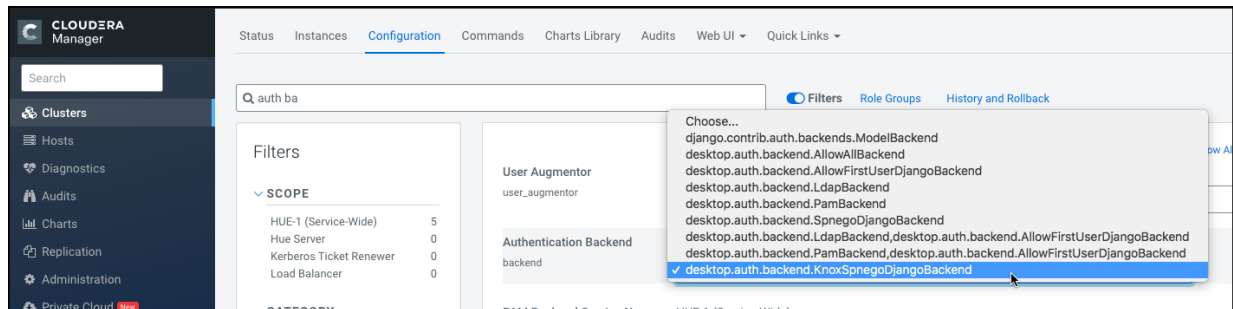 CLOUDERA
Manager
Status Instances Configuration Commands Charts Library Audits Web UI Quick Links
Search
auth ba
Filters Role Groups History and Rollback
Clusters
Hosts
Diagnostics
Audits
Charts
Replication
Administration
Private Cloud New
Filters
SCOPE
HUE-1 (Service-Wide) 5
Hue Server 0
Kerberos Ticket Renewer 0
Load Balancer 0
User Augmentor
user_augmentor
Authentication Backend
backend
Choose...
django.contrib.auth.backends.ModelBackend
desktop.auth.backend.AllowAllBackend
desktop.auth.backend.AllowFirstUserDjangoBackend
desktop.auth.backend.LdapBackend
desktop.auth.backend.PamBackend
desktop.auth.backend.SpnegoDjangoBackend
desktop.auth.backend.LdapBackend,desktop.auth.backend.AllowFirstUserDjangoBackend
desktop.auth.backend.PamBackend,desktop.auth.backend.AllowFirstUserDjangoBackend
✓ desktop.auth.backend.KnoxSpnegoDjangoBackend